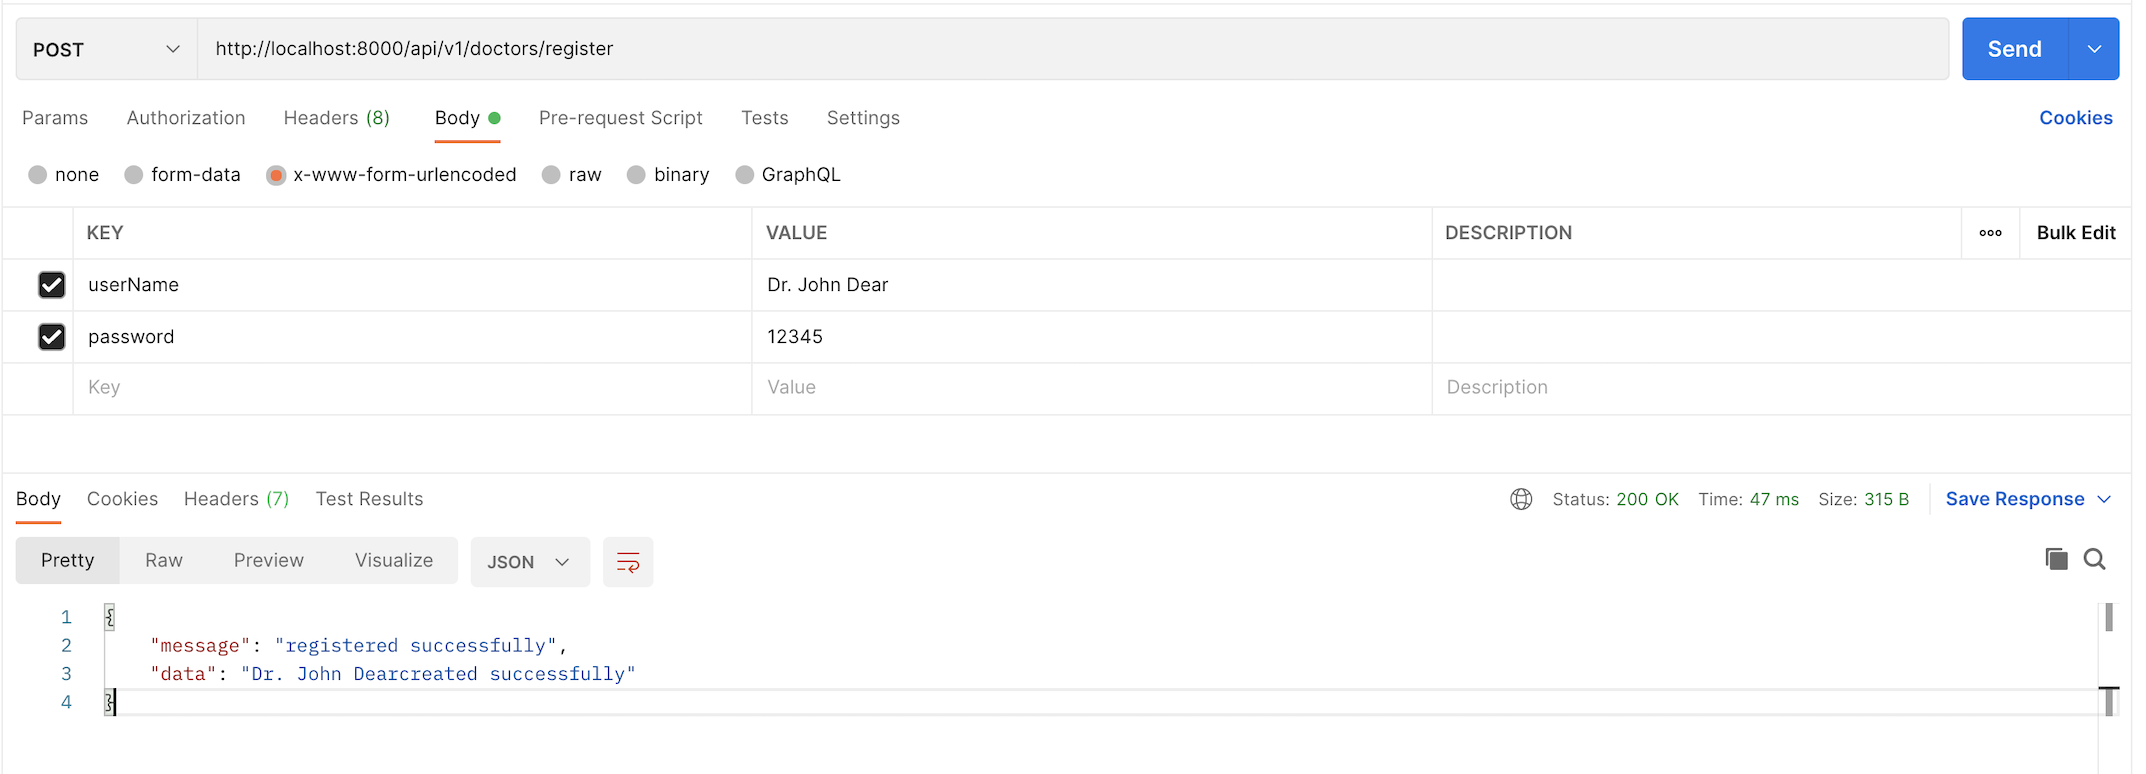 POST http://localhost:8000/api/v1/doctors/register Send
Params Authorization Headers (8) Body Pre-request Script Tests Settings Cookies
none form-data x-www-form-urlencoded raw binary GraphQL
KEY VALUE DESCRIPTION ooo Bulk Edit
userName Dr. John Dear
password 12345
Key Value Description
Body Cookies Headers (7) Test Results Status: 200 OK Time: 47 ms Size: 315 B Save Response
Pretty Raw Preview Visualize JSON
1 {
2 "message": "registered successfully",
3 "data": "Dr. John Dearcreated successfully"
4 }